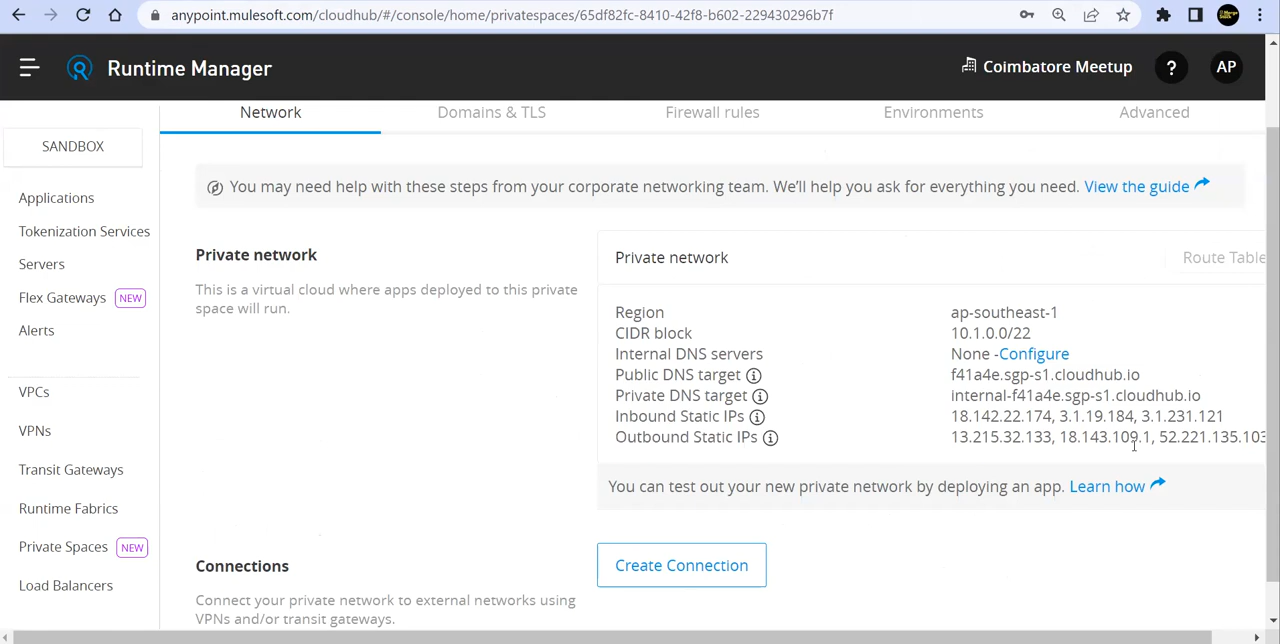 anypoint.mulesoft.com/cloudhub/#/console/home/privatespaces/65df82fc-8410-42f8-b602-229430296b7f
Runtime Manager
Coimbatore Meetup
?
AP
Network
Domains & TLS
Firewall rules
Environments
Advanced
SANDBOX
Applications
Tokenization Services
Servers
Flex Gateways NEW
Alerts
VPCs
VPNs
Transit Gateways
Runtime Fabrics
Private Spaces NEW
Load Balancers
You may need help with these steps from your corporate networking team. We'll help you ask for everything you need. View the guide
Private network
This is a virtual cloud where apps deployed to this private
space will run.
Private network
Route Table
Region ap-southeast-1
CIDR block 10.1.0.0/22
Internal DNS servers None -Configure
Public DNS target f41a4e.sgp-s1.cloudhub.io
Private DNS target internal-f41a4e.sgp-s1.cloudhub.io
Inbound Static IPs 18.142.22.174, 3.1.19.184, 3.1.231.121
Outbound Static IPs 13.215.32.133, 18.143.109.1, 52.221.135.103
You can test out your new private network by deploying an app. Learn how
Connections
Connect your private network to external networks using
VPNs and/or transit gateways.
Create Connection